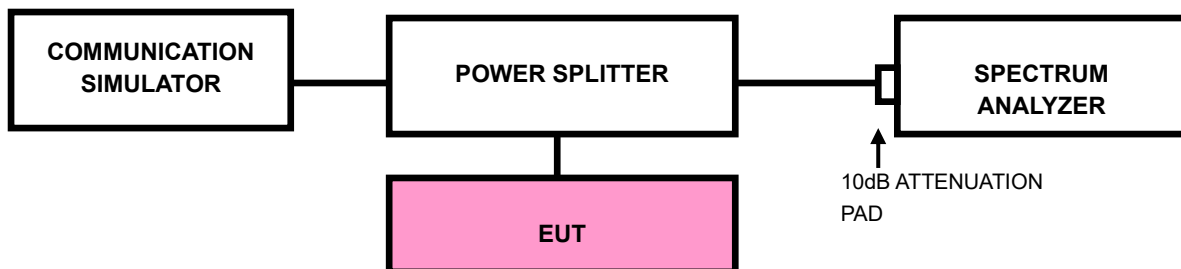 COMMUNICATION
SIMULATOR
POWER SPLITTER
SPECTRUM
ANALYZER
10dB ATTENUATION
PAD
EUT